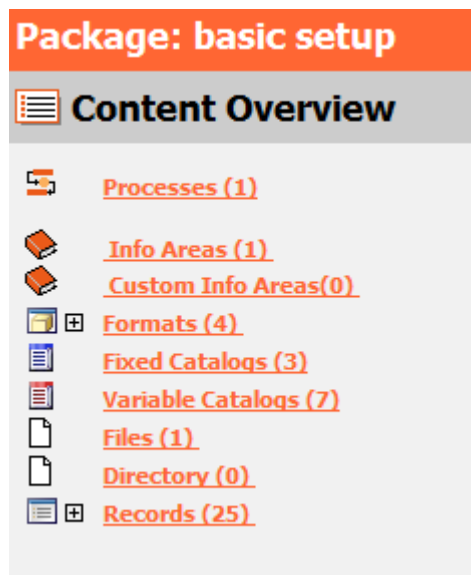 Package: basic setup
Content Overview
Processes (1)
Info Areas (1)
Custom Info Areas(0)
Formats (4)
Fixed Catalogs (3)
Variable Catalogs (7)
Files (1)
Directory (0)
Records (25)